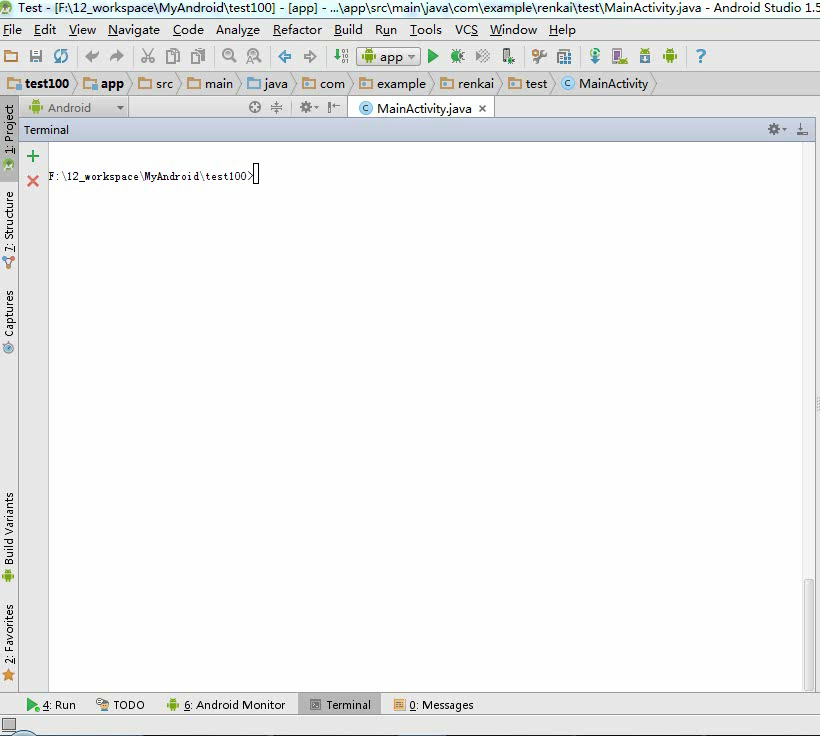 Test - [F:\12_workspace\MyAndroid\test100] - [app] - ...\app\src\main\java\com\example\renkai\test\MainActivity.java - Android Studio 1.5
File Edit View Navigate Code Analyze Refactor Build Run Tools VCS Window Help
app
test100 app src main java com example renkai test MainActivity
Android
MainActivity.java
Terminal
F:\12_workspace\MyAndroid\test100>
1: Project
7: Structure
Captures
Build Variants
2: Favorites
4: Run TODO 6: Android Monitor Terminal 0: Messages